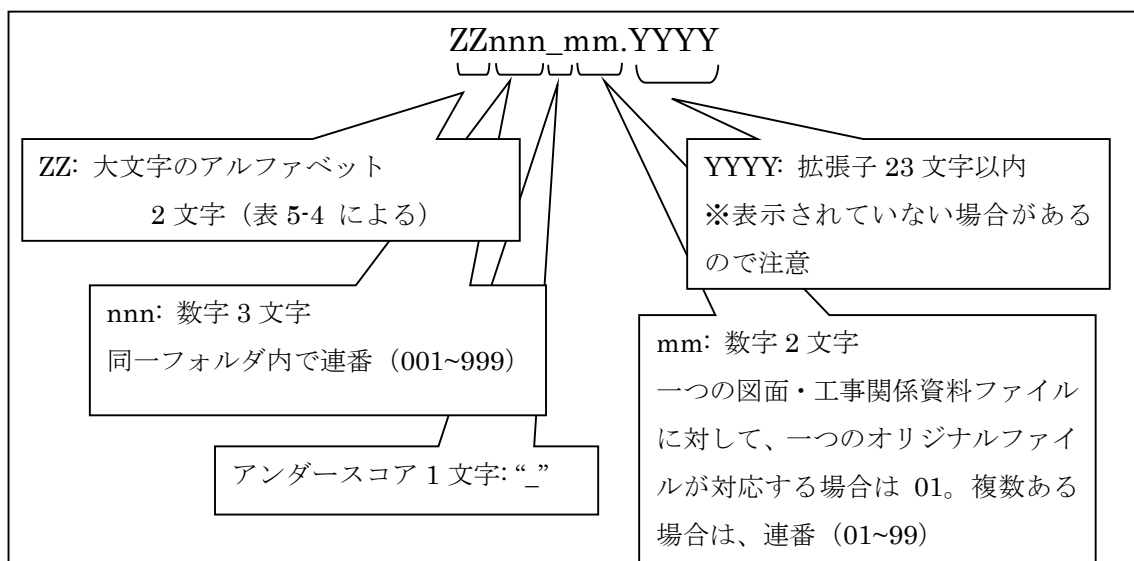 ZZnnn_mm.YYYY
ZZ: 大文字のアルファベット
2 文字（表 5-4 による）
YYYY: 拡張子 23 文字以内
※表示されていない場合がある
ので注意
nnn: 数字 3 文字
同一フォルダ内で連番（001~999）
mm: 数字 2 文字
一つの図面・工事関係資料ファイル
に対して、一つのオリジナルファイ
ルが対応する場合は 01。複数ある
場合は、連番（01~99）
アンダースコア 1 文字: “_”